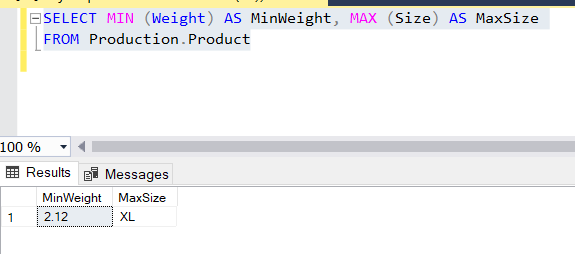 SELECT MIN (Weight) AS MinWeight, MAX (Size) AS MaxSize
FROM Production.Product
100 %
Results Messages
MinWeight MaxSize
1 2.12 XL